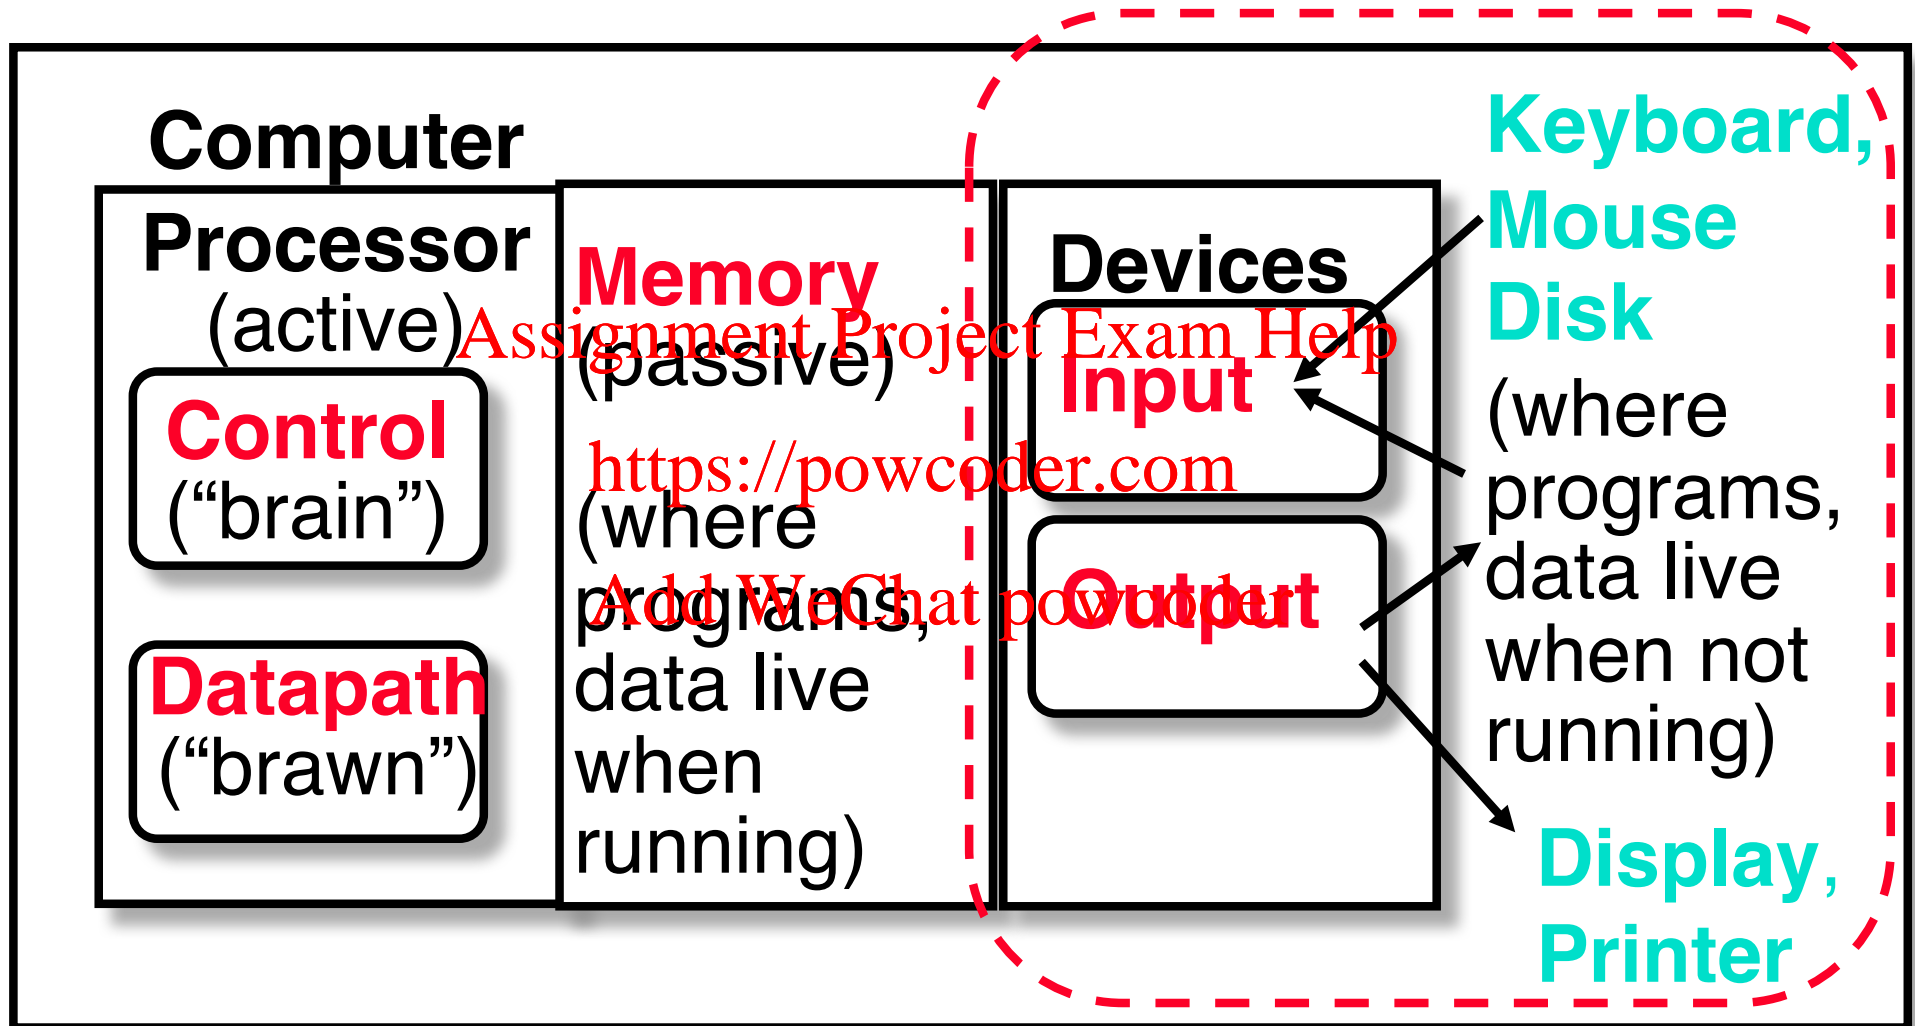 Computer
Processor
(active)
Control
(“brain”)
Datapath
(“brawn”)
Memory
(passive)
(where
programs,
data live
when
running)
Devices
Input
Output
Keyboard,
Mouse
Disk
(where
programs,
data live
when not
running)
Display,
Printer
Assignment Project Exam Help
https://powcoder.com
Add WeChat powcoder